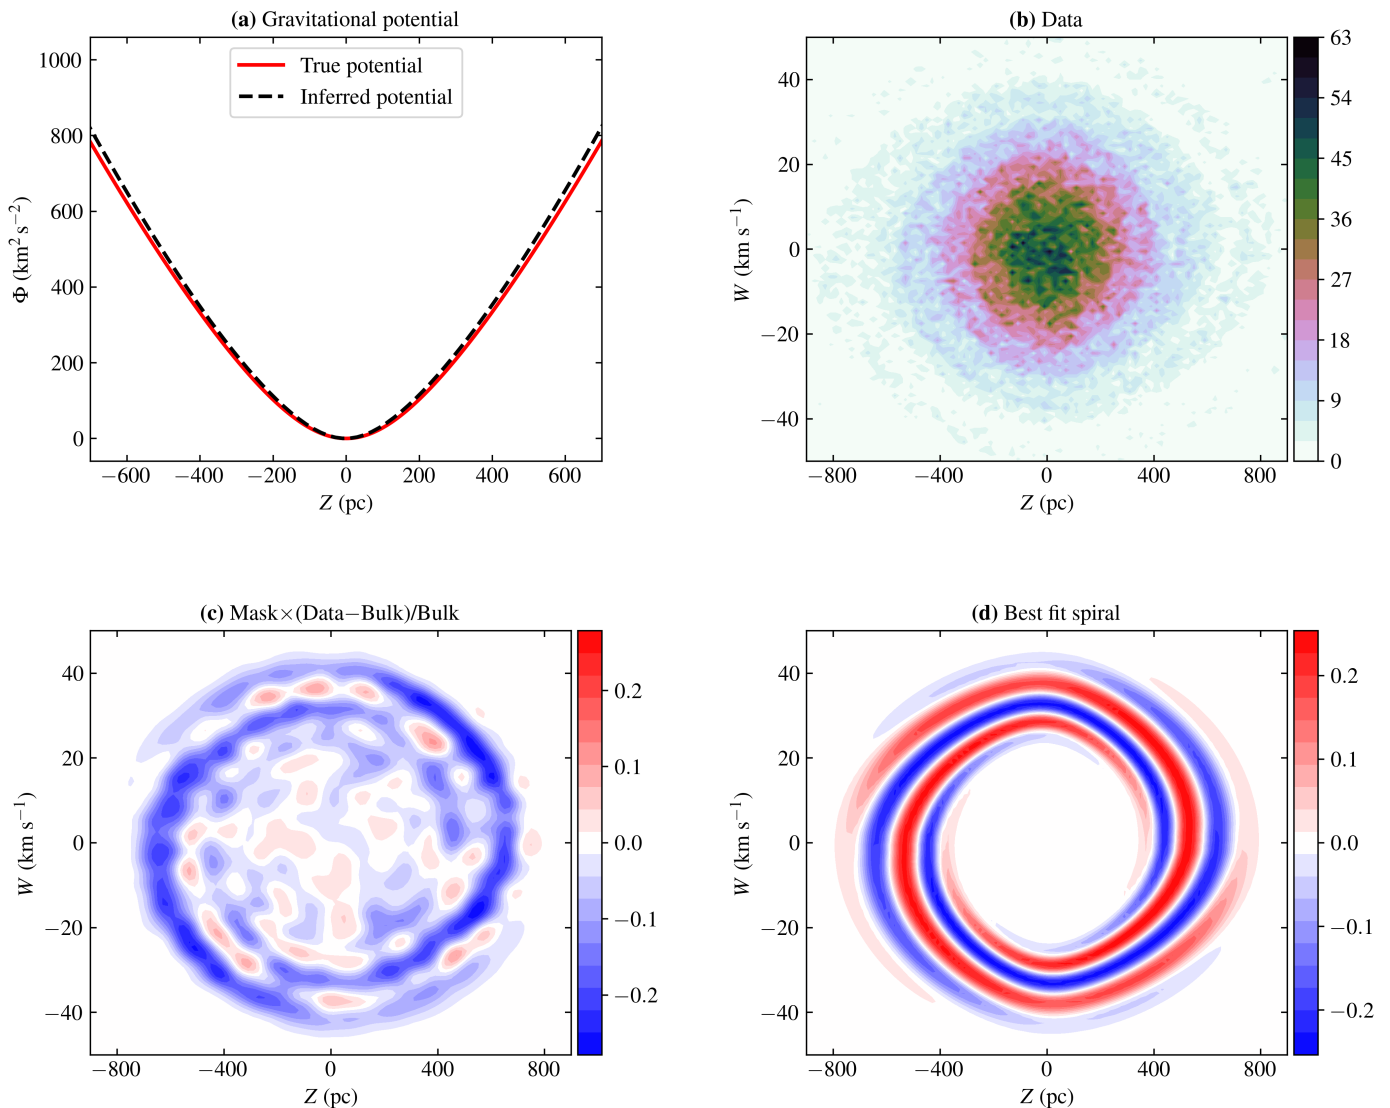 (a) Gravitational potential
1000
800
600
400
200
0
Φ (km² s⁻²)
True potential
Inferred potential
−600 −400 −200 0 200 400 600
Z (pc)
(b) Data
40
20
0
−20
−40
W (km s⁻¹)
−800 −400 0 400 800
Z (pc)
63
54
45
36
27
18
9
0
(c) Mask×(Data−Bulk)/Bulk
40
20
0
−20
−40
W (km s⁻¹)
−800 −400 0 400 800
Z (pc)
0.2
0.1
0.0
−0.1
−0.2
(d) Best fit spiral
40
20
0
−20
−40
W (km s⁻¹)
−800 −400 0 400 800
Z (pc)
0.2
0.1
0.0
−0.1
−0.2